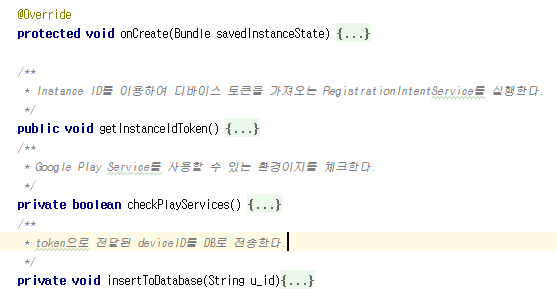 @Override
protected void onCreate(Bundle savedInstanceState) {...}
/**
* Instance ID를 이용하여 디바이스 토큰을 가져오는 RegistrationIntentService를 실행한다.
*/
public void getInstanceIdToken() {...}
/**
* Google Play Service를 사용할 수 있는 환경이지를 체크한다.
*/
private boolean checkPlayServices() {...}
/**
* token으로 전달된 deviceID를 DB로 전송한다.
*/
private void insertToDatabase(String u_id){...}